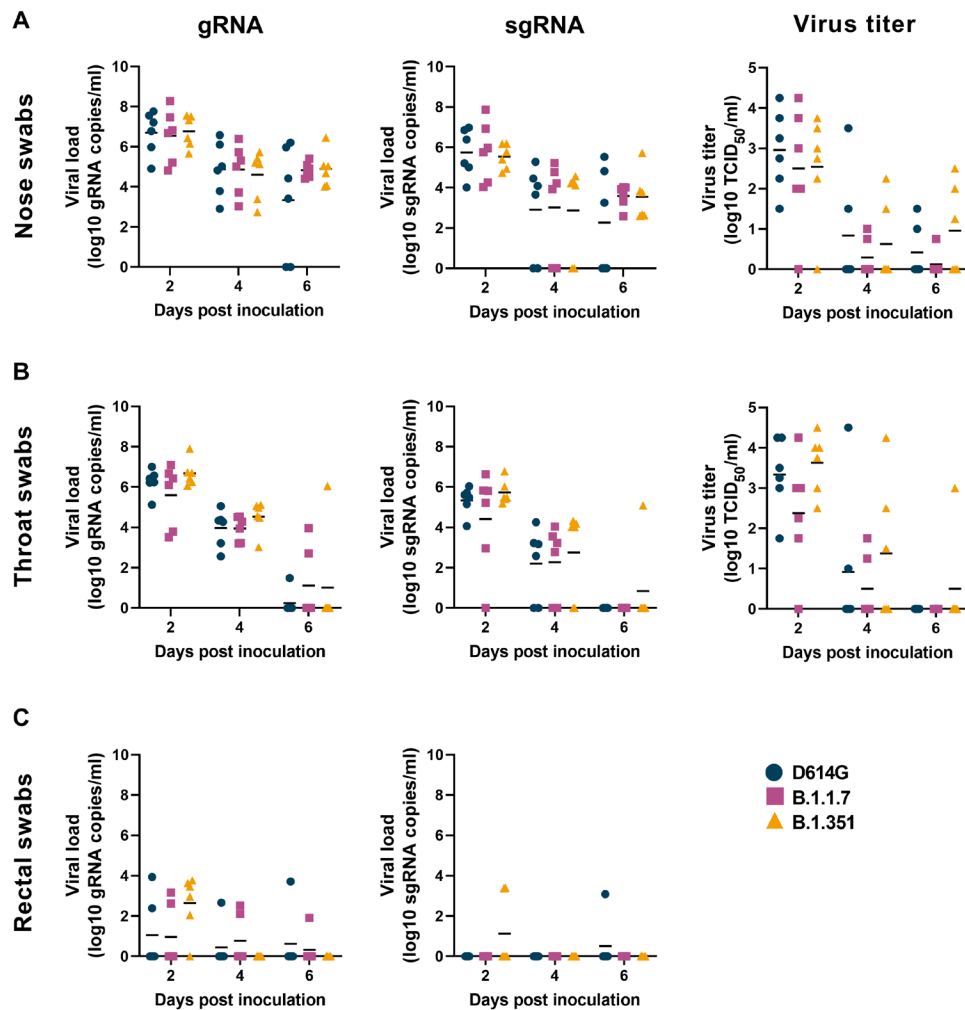 A
gRNA
sgRNA
Virus titer
Nose swabs
Viral load
(log10 gRNA copies/ml)
10
8
6
4
2
0
2
4
6
Days post inoculation
Viral load
(log10 sgRNA copies/ml)
10
8
6
4
2
0
2
4
6
Days post inoculation
Virus titer
(log10 TCID50/ml)
5
4
3
2
1
0
2
4
6
Days post inoculation
B
Throat swabs
Viral load
(log10 gRNA copies/ml)
10
8
6
4
2
0
2
4
6
Days post inoculation
Viral load
(log10 sgRNA copies/ml)
10
8
6
4
2
0
2
4
6
Days post inoculation
Virus titer
(log10 TCID50/ml)
5
4
3
2
1
0
2
4
6
Days post inoculation
C
Rectal swabs
Viral load
(log10 gRNA copies/ml)
10
8
6
4
2
0
2
4
6
Days post inoculation
Viral load
(log10 sgRNA copies/ml)
10
8
6
4
2
0
2
4
6
Days post inoculation
D614G
B.1.1.7
B.1.351